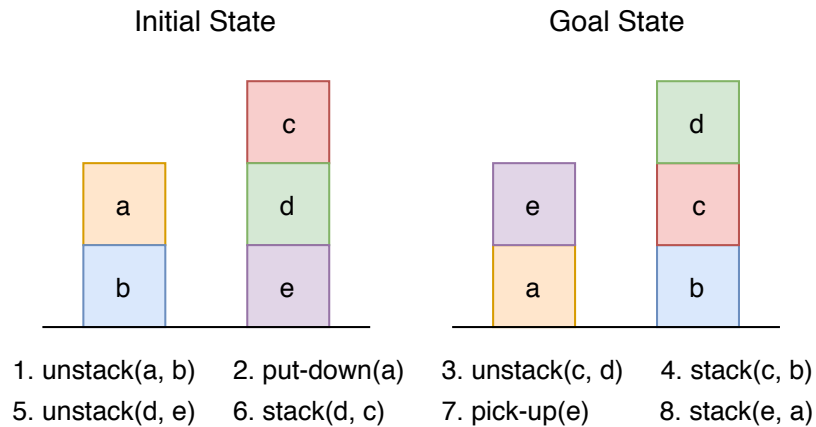 Initial State
Goal State
c
a
d
b
e
d
e
c
a
b
1. unstack(a, b) 2. put-down(a) 3. unstack(c, d) 4. stack(c, b)
5. unstack(d, e) 6. stack(d, c) 7. pick-up(e) 8. stack(e, a)